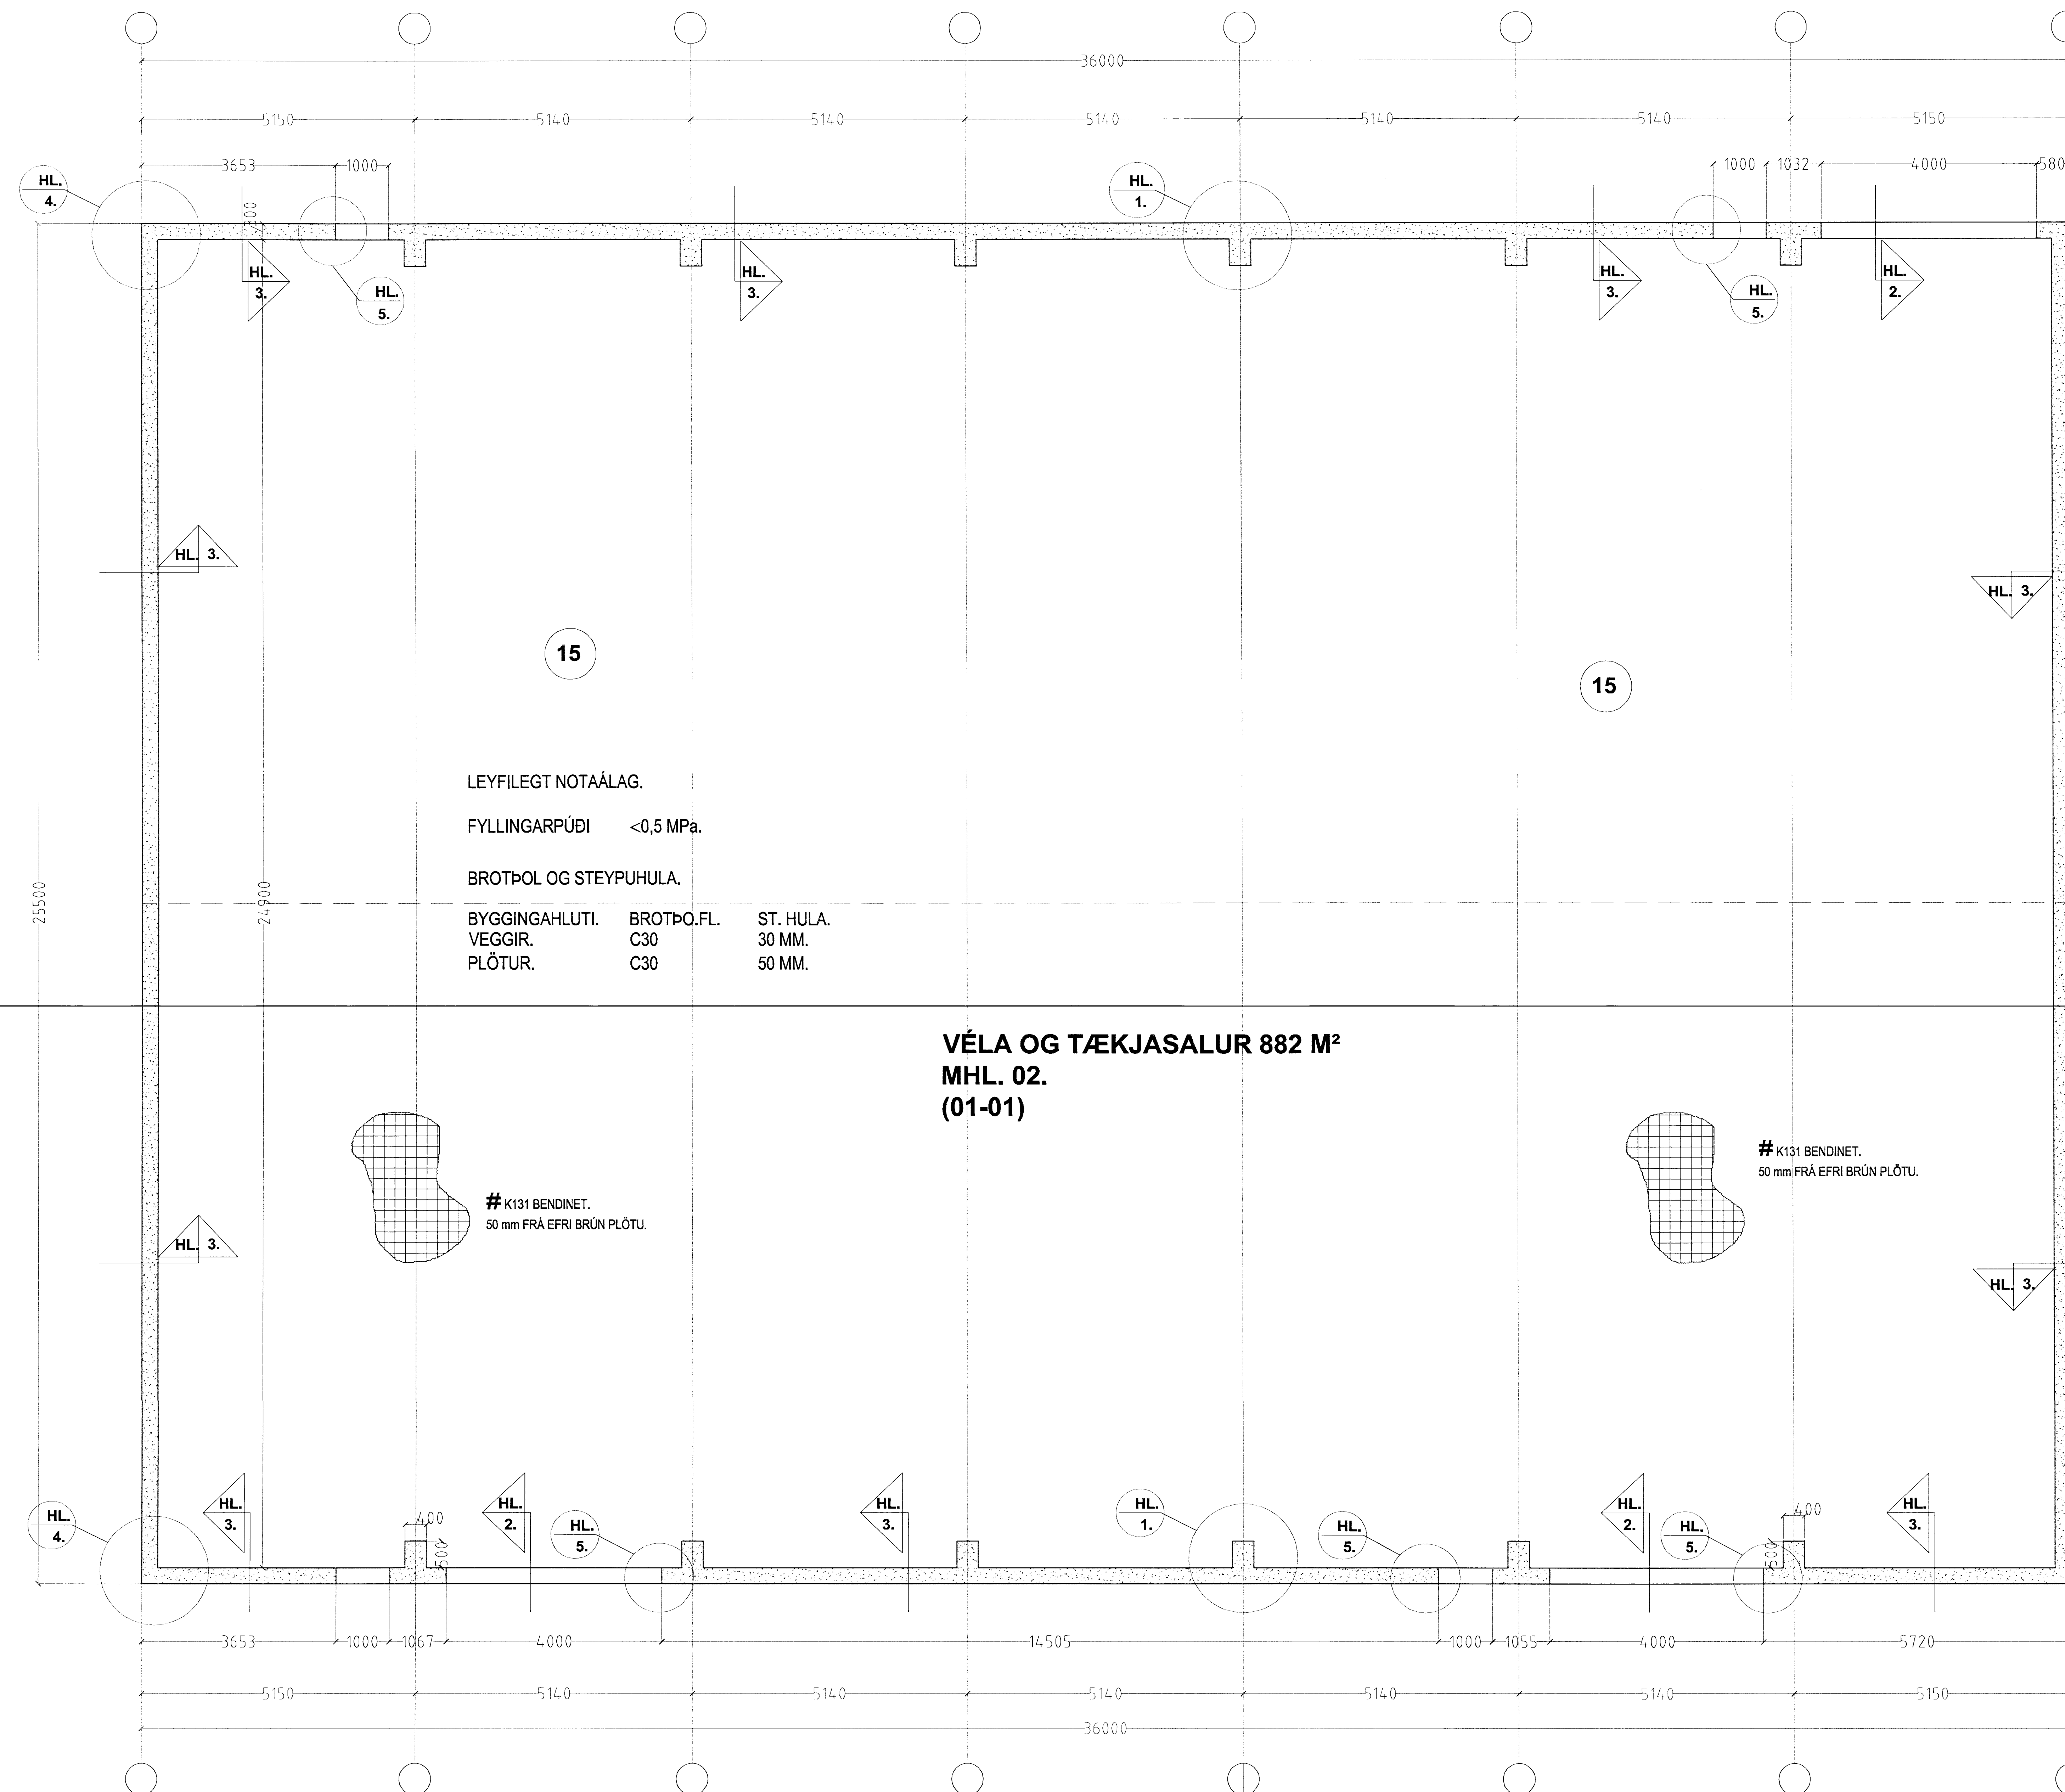 36000
5150 5140 5140 5140 5140 5140 5150
3653 1000 1000 1032 4000 580
HL.
4.
HL.
1.
300
HL.
3.
HL.
5.
HL.
3.
HL.
3.
HL.
5.
HL.
2.
HL. 3.
HL. 3.
15
15
LEYFILEGT NOTAÁLAG.
FYLLINGARPÚÐI <0,5 MPa.
BROTÞOL OG STEYPUHULA.
BYGGINGAHLUTI. BROTÞO.FL. ST. HULA.
VEGGIR. C30 30 MM.
PLÖTUR. C30 50 MM.
25500
24900
VÉLA OG TÆKJASALUR 882 M²
MHL. 02.
(01-01)
# K131 BENDINET.
50 mm FRÁ EFRI BRÚN PLÖTU.
# K131 BENDINET.
50 mm FRÁ EFRI BRÚN PLÖTU.
HL. 3.
HL. 3.
HL.
4.
HL.
3.
400
500
HL.
2.
HL.
5.
HL.
3.
HL.
1.
HL.
5.
HL.
2.
HL.
5.
400
500
HL.
3.
3653 1000 1067 4000 14505 1000 1055 4000 5720
5150 5140 5140 5140 5140 5140 5150
36000